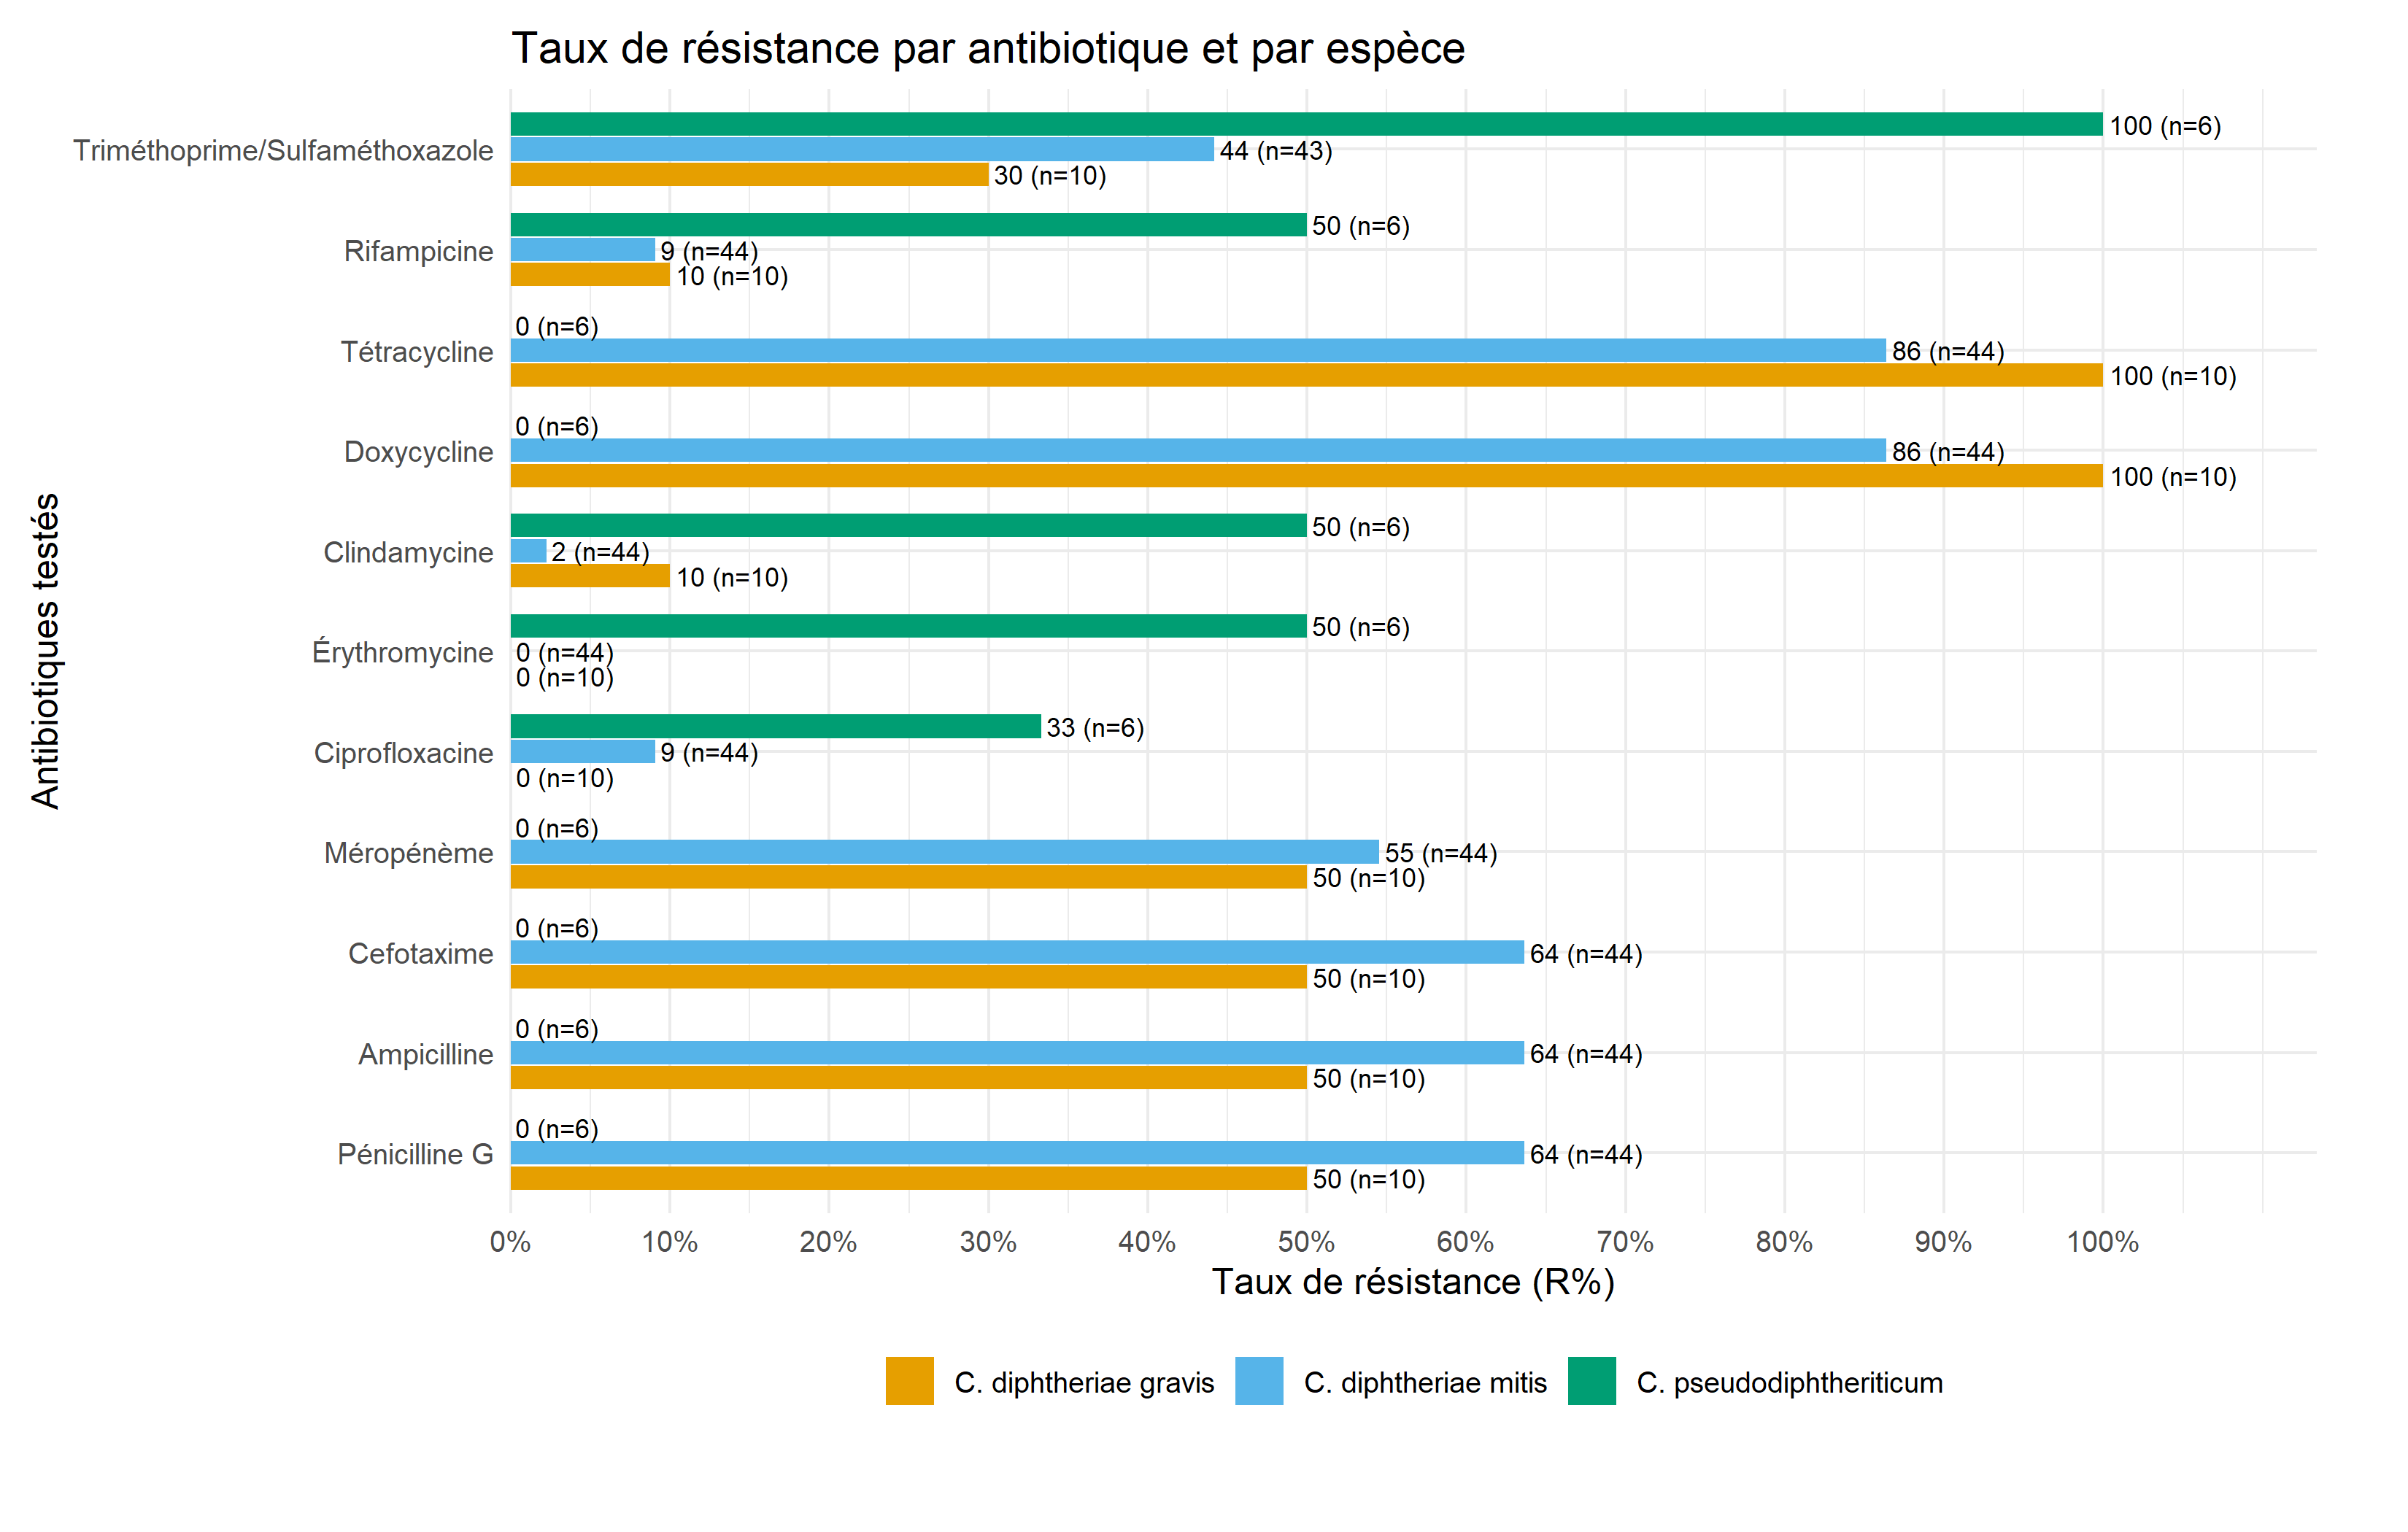 Taux de résistance par antibiotique et par espèce
Antibiotiques testés
Triméthoprime/Sulfaméthoxazole
100 (n=6)
44 (n=43)
30 (n=10)
Rifampicine
50 (n=6)
9 (n=44)
10 (n=10)
Tétracycline
0 (n=6)
86 (n=44)
100 (n=10)
Doxycycline
0 (n=6)
86 (n=44)
100 (n=10)
Clindamycine
50 (n=6)
2 (n=44)
10 (n=10)
Érythromycine
50 (n=6)
0 (n=44)
0 (n=10)
Ciprofloxacine
33 (n=6)
9 (n=44)
0 (n=10)
Méropénème
0 (n=6)
55 (n=44)
50 (n=10)
Cefotaxime
0 (n=6)
64 (n=44)
50 (n=10)
Ampicilline
0 (n=6)
64 (n=44)
50 (n=10)
Pénicilline G
0 (n=6)
64 (n=44)
50 (n=10)
0% 10% 20% 30% 40% 50% 60% 70% 80% 90% 100%
Taux de résistance (R%)
C. diphtheriae gravis C. diphtheriae mitis C. pseudodiphtheriticum